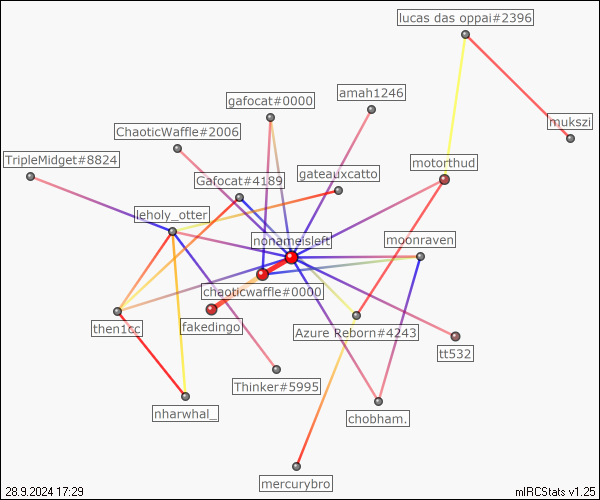 lucas das oppai#2396
amah1246
gafocat#0000
mukszi
ChaoticWaffle#2006
TripleMidget#8824
motorthud
gateauxcatto
Gafocat#4189
leholy_otter
nonameisleft
moonraven
chaoticwaffle#0000
then1cc
fakedingo
Azure Reborn#4243
tt532
Thinker#5995
nharwhal_
chobham.
mercurybro
28.9.2024 17:29
mIRCStats v1.25